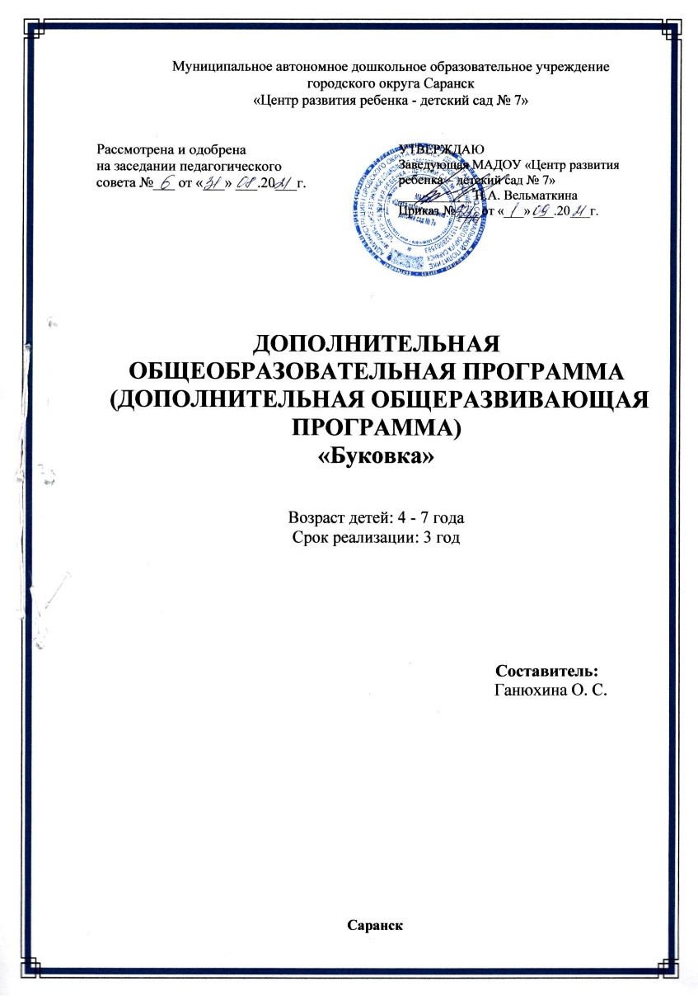 Муниципальное автономное дошкольное образовательное учреждение
городского округа Саранск
«Центр развития ребенка - детский сад № 7»
Рассмотрена и одобрена
на заседании педагогического
совета № 6 от «31» 08.2021 г.
УТВЕРЖДАЮ
Заведующая МАДОУ «Центр развития
ребенка – детский сад № 7»
Н.А. Вельматкина
Приказ № от «1» 09.2021 г.
ДОПОЛНИТЕЛЬНАЯ
ОБЩЕОБРАЗОВАТЕЛЬНАЯ ПРОГРАММА
(ДОПОЛНИТЕЛЬНАЯ ОБЩЕРАЗВИВАЮЩАЯ
ПРОГРАММА)
«Буковка»
Возраст детей: 4 - 7 года
Срок реализации: 3 год
Составитель:
Ганюхина О. С.
Саранск